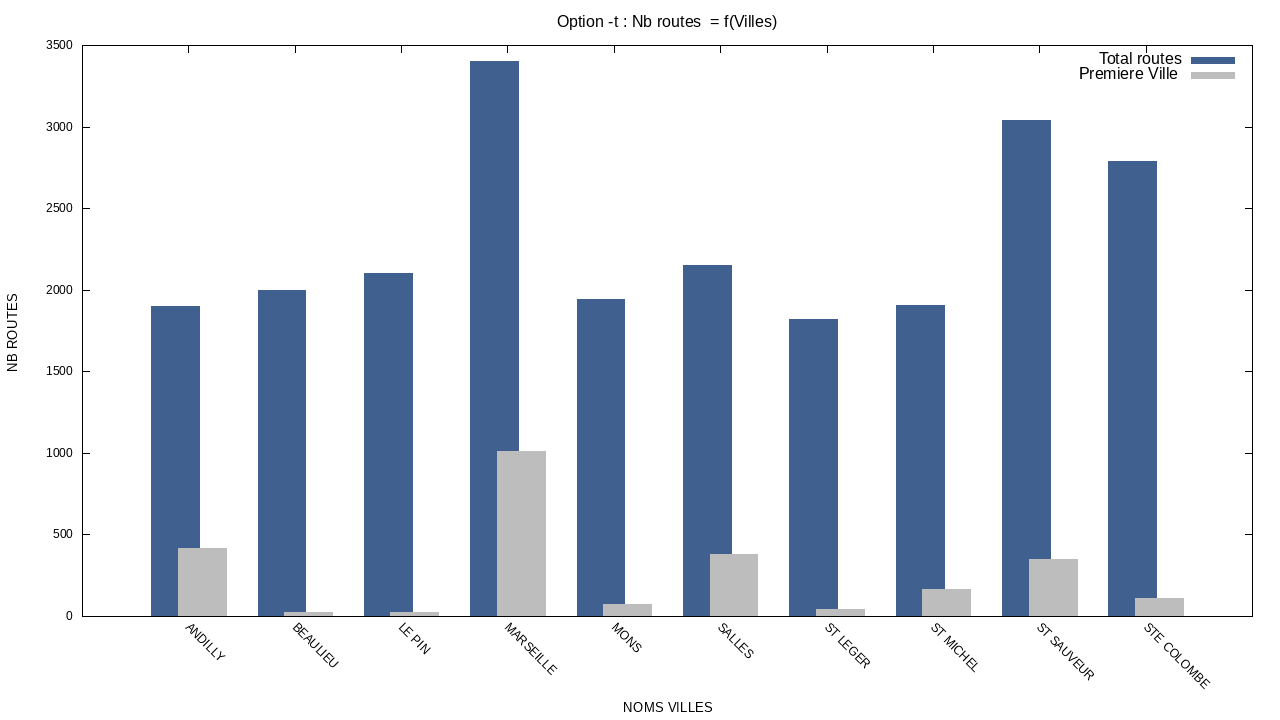 Option -t : Nb routes  = f(Villes)
Total routes
Premiere Ville
3500
3000
2500
2000
1500
1000
500
0
NB ROUTES
ANDILLY
BEAULIEU
LE PIN
MARSEILLE
MONS
SALLES
ST LEGER
ST MICHEL
ST SAUVEUR
STE COLOMBE
NOMS VILLES